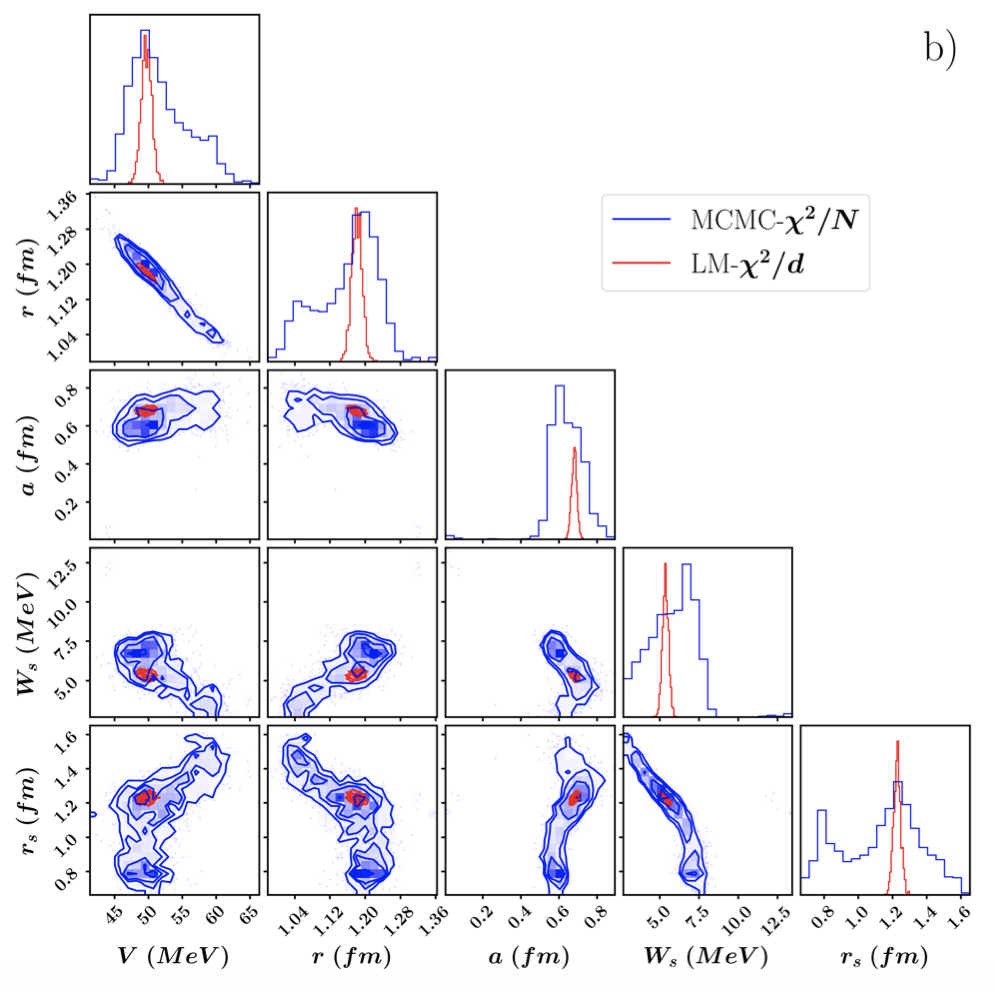 b)
MCMC-χ²/N
LM-χ²/d
r (fm)
1.36
1.28
1.20
1.12
1.04
a (fm)
0.8
0.6
0.4
0.2
W_s (MeV)
12.5
10.0
7.5
5.0
r_s (fm)
1.6
1.4
1.2
1.0
0.8
45 50 55 60 65
1.04 1.12 1.20 1.28 1.36
0.2 0.4 0.6 0.8
5.0 7.5 10.0 12.5
0.8 1.0 1.2 1.4 1.6
V (MeV) r (fm) a (fm) W_s (MeV) r_s (fm)